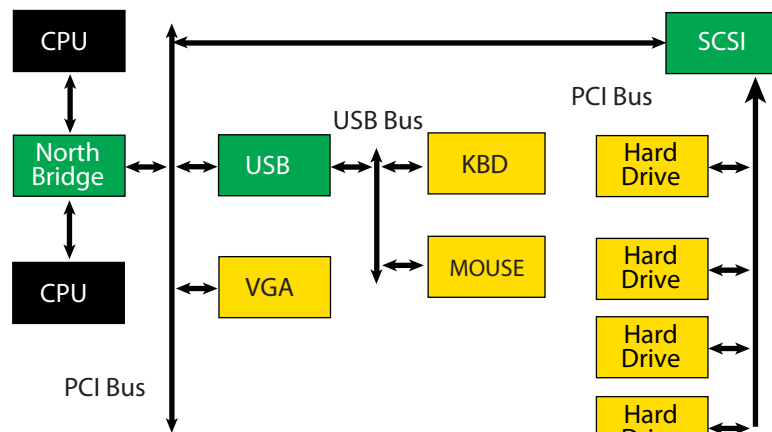 CPU
SCSI
PCI Bus
USB Bus
North
Bridge
USB
KBD
Hard
Drive
CPU
VGA
MOUSE
Hard
Drive
Hard
Drive
PCI Bus
Hard
Drive